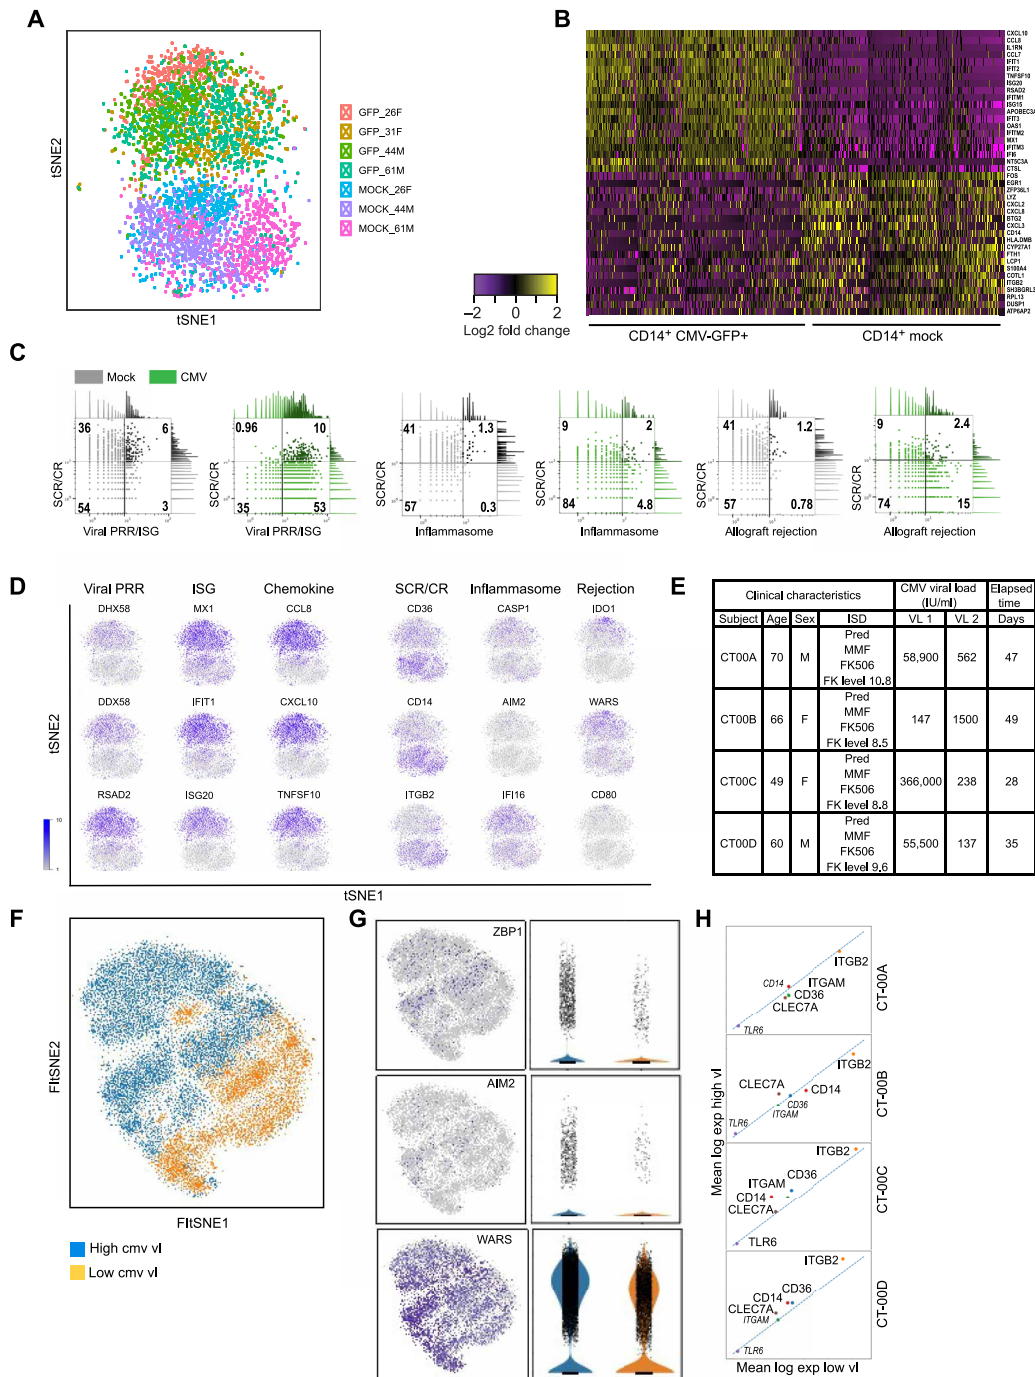 A
tSNE2
tSNE1
GFP_26F
GFP_31F
GFP_44M
GFP_61M
MOCK_26F
MOCK_44M
MOCK_61M
B
CXCL10
CCL8
IL1RN
CCL7
IFIT1
IFIT2
TNFSF10
ISG20
RSAD2
IFITM1
ISG15
APOBEC3A
IFIT3
OAS1
IFITM2
MX1
IFITM3
IFI6
NT5C3A
CTSL
FOS
EGR1
ZFP36L1
LYZ
CXCL2
CXCL8
BTG2
CXCL3
CD14
HLA.DMB
CYP27A1
FTH1
LCP1
S100A4
COTL1
ITGB2
SH3BGRL3
RPL13
DUSP1
ATP6AP2
−2 0 2
Log2 fold change
CD14+ CMV-GFP+ CD14+ mock
C
Mock CMV
SCR/CR 36 6 54 3 Viral PRR/ISG
SCR/CR 0.96 10 35 53 Viral PRR/ISG
SCR/CR 41 1.3 57 0.3 Inflammasome
SCR/CR 9 2 84 4.8 Inflammasome
SCR/CR 41 1.2 57 0.78 Allograft rejection
SCR/CR 9 2.4 74 15 Allograft rejection
D
Viral PRR ISG Chemokine SCR/CR Inflammasome Rejection
DHX58 MX1 CCL8 CD36 CASP1 IDO1
DDX58 IFIT1 CXCL10 CD14 AIM2 WARS
RSAD2 ISG20 TNFSF10 ITGB2 IFI16 CD80
tSNE2
10
1
tSNE1
E
Clinical characteristics CMV viral load (IU/ml) Elapsed time
Subject Age Sex ISD VL 1 VL 2 Days
CT00A 70 M Pred MMF FK506 FK level 10.8 58,900 562 47
CT00B 66 F Pred MMF FK506 FK level 8.5 147 1500 49
CT00C 49 F Pred MMF FK506 FK level 8.8 366,000 238 28
CT00D 60 M Pred MMF FK506 FK level 9.6 55,500 137 35
F
FItSNE2
FItSNE1
High cmv vl
Low cmv vl
G
ZBP1
AIM2
WARS
H
Mean log exp high vl
ITGB2
ITGAM
CD14
CD36
CLEC7A
TLR6
CT-00A
ITGB2
CLEC7A
CD14
CD36
ITGAM
TLR6
CT-00B
ITGB2
CD36
ITGAM
CD14
CLEC7A
TLR6
CT-00C
ITGB2
CD36
CD14
CLEC7A
ITGAM
TLR6
CT-00D
Mean log exp low vl